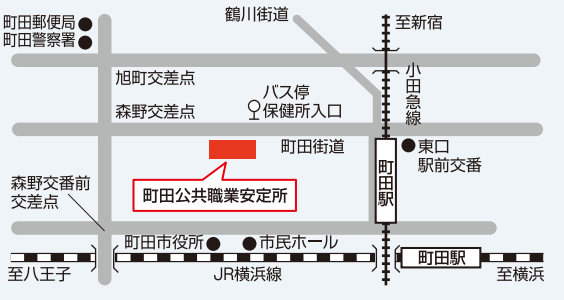 鶴川街道
町田郵便局
町田警察署
至新宿
旭町交差点
小田急線
バス停
保健所入口
森野交差点
町田街道
東口
駅前交番
町田駅
森野交番前
交差点
町田公共職業安定所
町田市役所
市民ホール
町田駅
至八王子
JR横浜線
至横浜